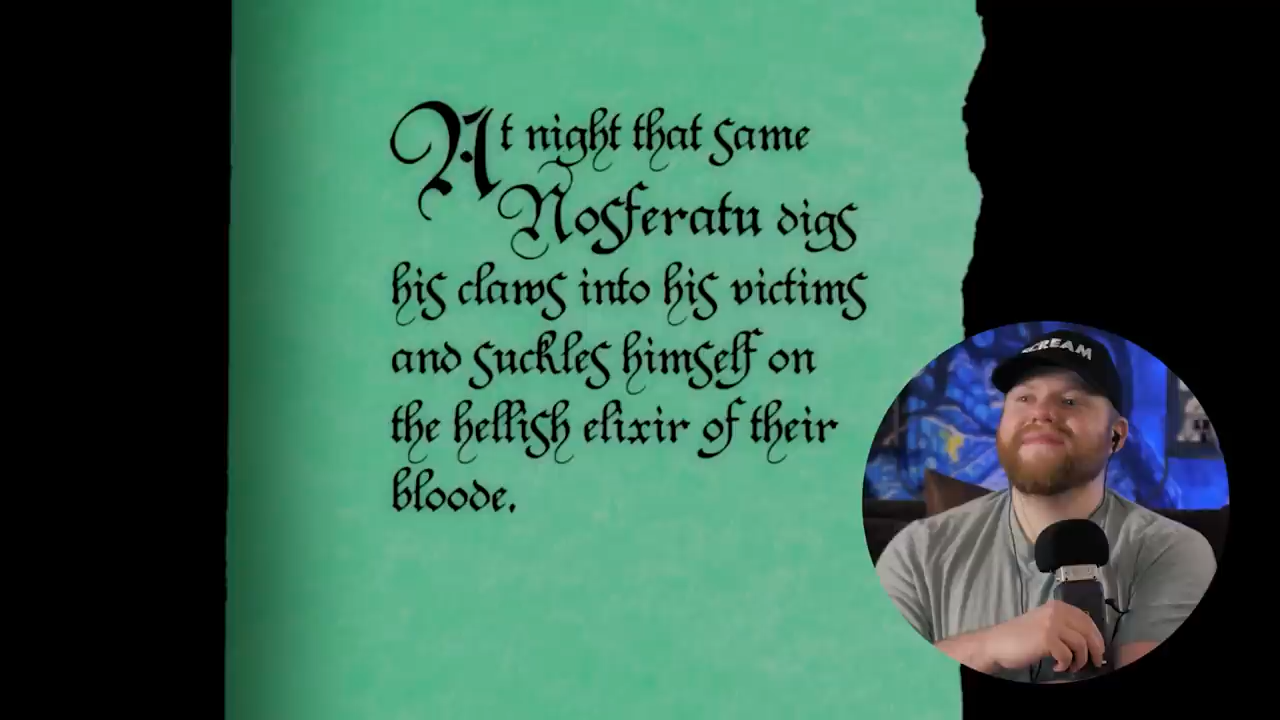 At night that same
Nosferatu digs
his claws into his victims
and suckles himself on
the hellish elixir of their
bloode.
SCREAM